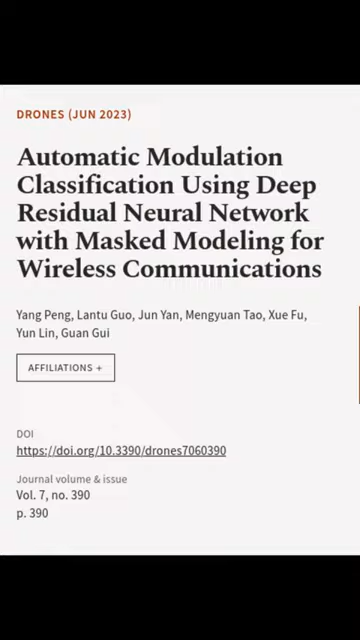 DRONES (JUN 2023)
Automatic Modulation
Classification Using Deep
Residual Neural Network
with Masked Modeling for
Wireless Communications
Yang Peng, Lantu Guo, Jun Yan, Mengyuan Tao, Xue Fu,
Yun Lin, Guan Gui
AFFILIATIONS +
DOI
https://doi.org/10.3390/drones7060390
Journal volume & issue
Vol. 7, no. 390
p. 390